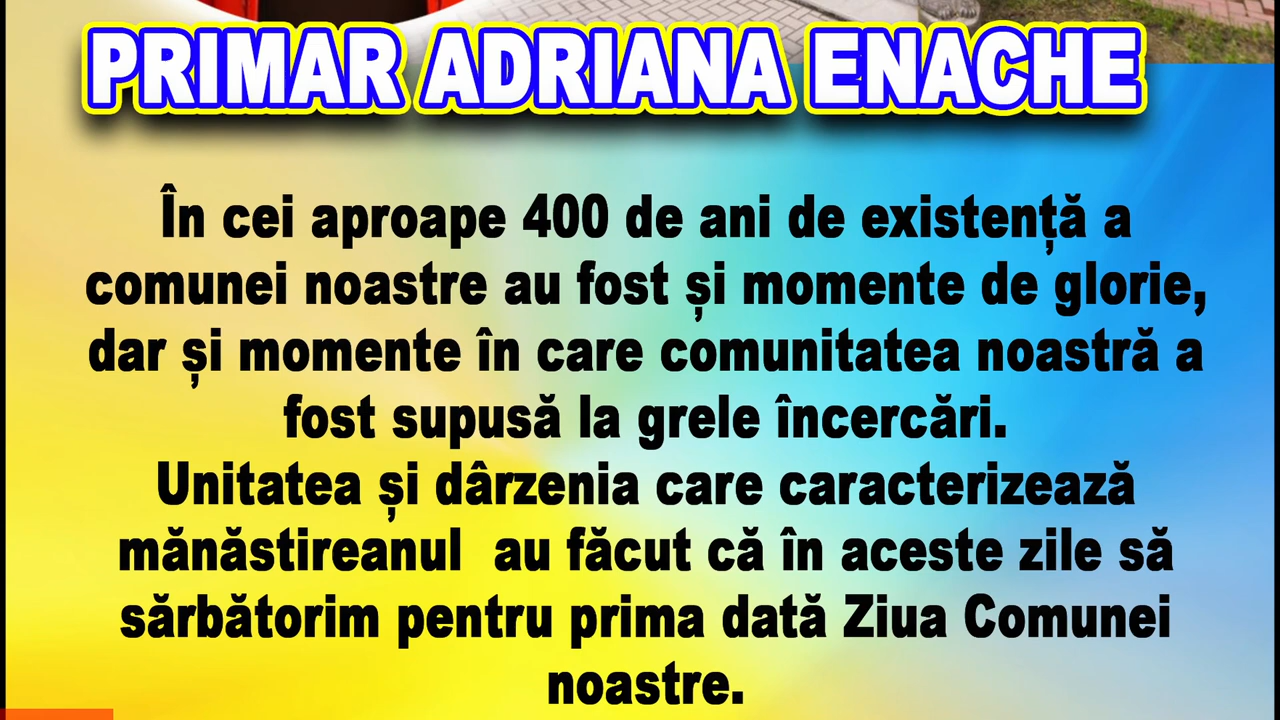 PRIMAR ADRIANA ENACHE
În cei aproape 400 de ani de existență a
comunei noastre au fost și momente de glorie,
dar și momente în care comunitatea noastră a
fost supusă la grele încercări.
Unitatea și dârzenia care caracterizează
mănăstireanul au făcut că în aceste zile să
sărbătorim pentru prima dată Ziua Comunei
noastre.